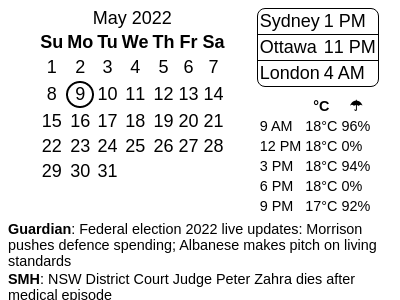 May 2022
Su Mo Tu We Th Fr Sa
1 2 3 4 5 6 7
8 9 10 11 12 13 14
15 16 17 18 19 20 21
22 23 24 25 26 27 28
29 30 31
Sydney 1 PM
Ottawa 11 PM
London 4 AM
°C ☂
9 AM 18°C 96%
12 PM 18°C 0%
3 PM 18°C 94%
6 PM 18°C 0%
9 PM 17°C 92%
Guardian: Federal election 2022 live updates: Morrison
pushes defence spending; Albanese makes pitch on living
standards
SMH: NSW District Court Judge Peter Zahra dies after
medical episode